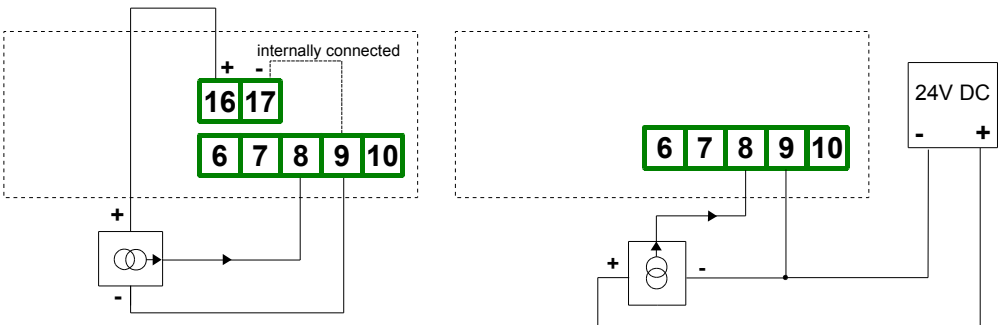 internally connected
+ -
16 17
6 7 8 9 10
+
-
24V DC
- +
6 7 8 9 10
+ -